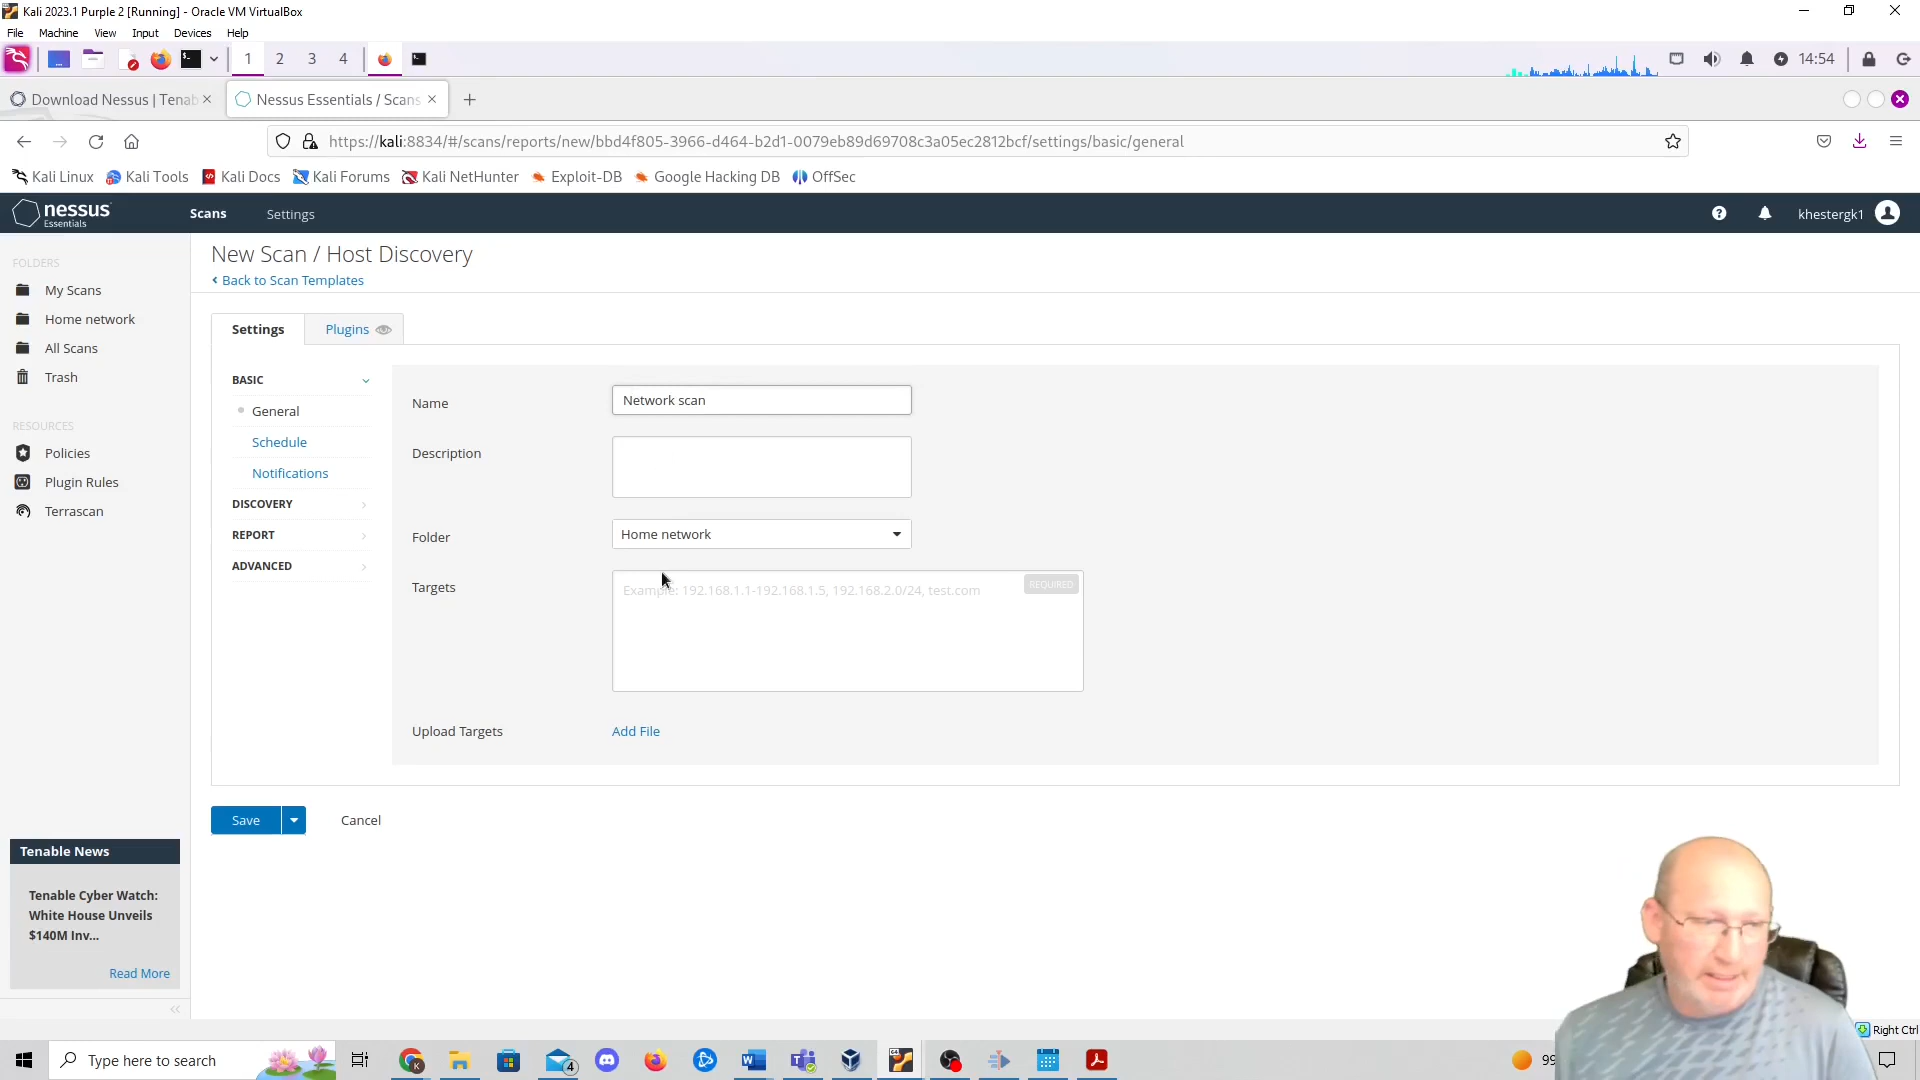 Kali 2023.1 Purple 2 [Running] - Oracle VM VirtualBox
File Machine View Input Devices Help
1 2 3 4 14:54
Download Nessus | Tenab Nessus Essentials / Scans
https://kali:8834/#/scans/reports/new/bbd4f805-3966-d464-b2d1-0079eb89d69708c3a05ec2812bcf/settings/basic/general
Kali Linux Kali Tools Kali Docs Kali Forums Kali NetHunter Exploit-DB Google Hacking DB OffSec
nessus Essentials Scans Settings khestergk1
FOLDERS
My Scans
Home network
All Scans
Trash
RESOURCES
Policies
Plugin Rules
Terrascan
New Scan / Host Discovery
Back to Scan Templates
Settings Plugins
BASIC
General
Schedule
Notifications
DISCOVERY
REPORT
ADVANCED
Name Network scan
Description
Folder Home network
Targets Example: 192.168.1.1-192.168.1.5, 192.168.2.0/24, test.com REQUIRED
Upload Targets Add File
Save Cancel
Tenable News
Tenable Cyber Watch:
White House Unveils
$140M Inv...
Read More
Right Ctrl
Type here to search 4 99